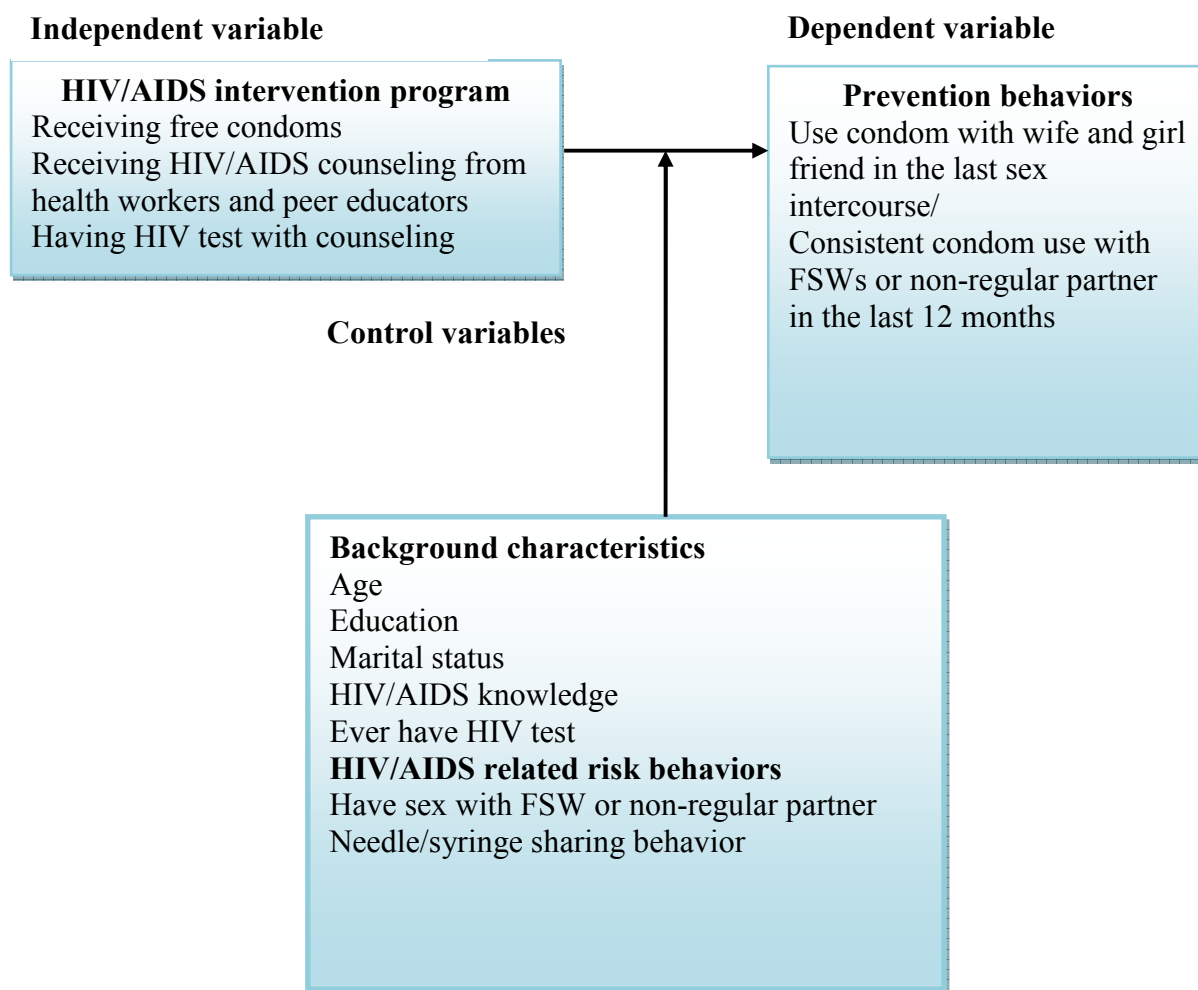 Independent variable
HIV/AIDS intervention program
Receiving free condoms
Receiving HIV/AIDS counseling from
health workers and peer educators
Having HIV test with counseling
Dependent variable
Prevention behaviors
Use condom with wife and girl
friend in the last sex
intercourse/
Consistent condom use with
FSWs or non-regular partner
in the last 12 months
Control variables
Background characteristics
Age
Education
Marital status
HIV/AIDS knowledge
Ever have HIV test
HIV/AIDS related risk behaviors
Have sex with FSW or non-regular partner
Needle/syringe sharing behavior